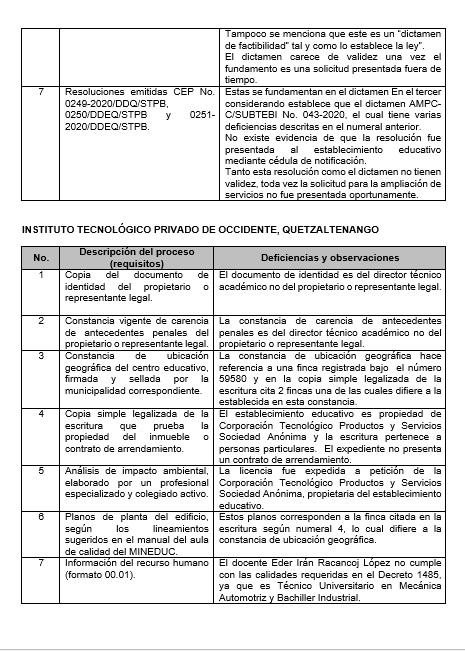 Tampoco se menciona que este es un "dictamen
de factibilidad" tal y como lo establece la ley".
El dictamen carece de validez una vez el
fundamento es una solicitud presentada fuera de
tiempo.
7
Resoluciones emitidas CEP No.
0249-2020/DDQ/STPB,
0250/DDEQ/STPB y 0251-
2020/DDEQ/STPB.
Estas se fundamentan en el dictamen En el tercer
considerando establece que el dictamen AMPC-
C/SUBTEBI No. 043-2020, el cual tiene varias
deficiencias descritas en el numeral anterior.
No existe evidencia de que la resolución fue
presentada al establecimiento educativo
mediante cédula de notificación.
Tanto esta resolución como el dictamen no tienen
validez, toda vez la solicitud para la ampliación de
servicios no fue presentada oportunamente.
INSTITUTO TECNOLÓGICO PRIVADO DE OCCIDENTE, QUETZALTENANGO
No.
Descripción del proceso
(requisitos)
Deficiencias y observaciones
1
Copia del documento de
identidad del propietario o
representante legal.
El documento de identidad es del director técnico
académico no del propietario o representante legal.
2
Constancia vigente de carencia
de antecedentes penales del
propietario o representante legal.
La constancia de carencia de antecedentes
penales es del director técnico académico no del
propietario o representante legal.
3
Constancia de ubicación
geográfica del centro educativo,
firmada y sellada por la
municipalidad correspondiente.
La constancia de ubicación geográfica hace
referencia a una finca registrada bajo el número
59580 y en la copia simple legalizada de la
escritura cita 2 fincas una de las cuales difiere a la
establecida en esta constancia.
4
Copia simple legalizada de la
escritura que prueba la
propiedad del inmueble o
contrato de arrendamiento.
El establecimiento educativo es propiedad de
Corporación Tecnológico Productos y Servicios
Sociedad Anónima y la escritura pertenece a
personas particulares. El expediente no presenta
un contrato de arrendamiento.
5
Análisis de impacto ambiental,
elaborado por un profesional
especializado y colegiado activo.
La licencia fue expedida a petición de la
Corporación Tecnológico Productos y Servicios
Sociedad Anónima, propietaria del establecimiento
educativo.
6
Planos de planta del edificio,
según los lineamientos
sugeridos en el manual del aula
de calidad del MINEDUC.
Estos planos corresponden a la finca citada en la
escritura según numeral 4, lo cual difiere a la
constancia de ubicación geográfica.
7
Información del recurso humano
(formato 00.01).
El docente Eder Irán Racancoj López no cumple
con las calidades requeridas en el Decreto 1485,
ya que es Técnico Universitario en Mecánica
Automotriz y Bachiller Industrial.